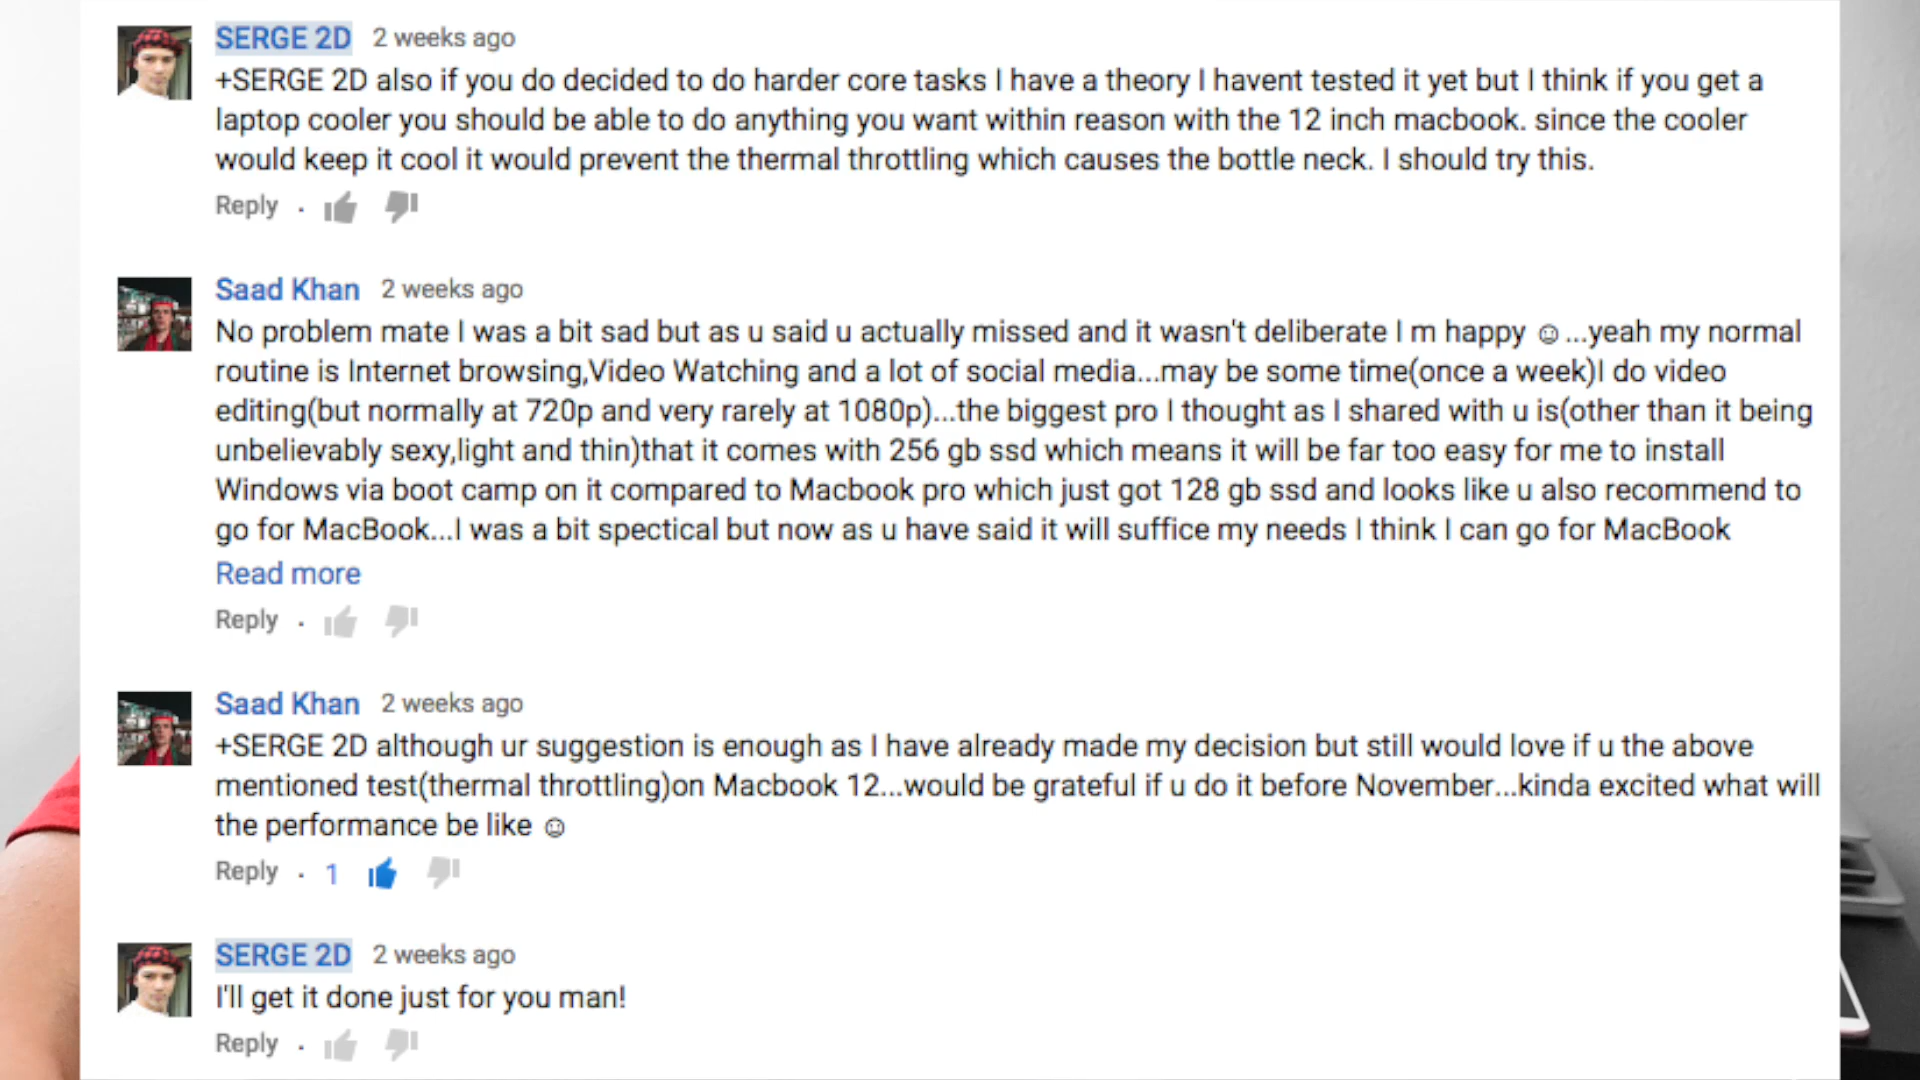 SERGE 2D 2 weeks ago
+SERGE 2D also if you do decided to do harder core tasks I have a theory I havent tested it yet but I think if you get a
laptop cooler you should be able to do anything you want within reason with the 12 inch macbook. since the cooler
would keep it cool it would prevent the thermal throttling which causes the bottle neck. I should try this.
Reply .
Saad Khan 2 weeks ago
No problem mate I was a bit sad but as u said u actually missed and it wasn't deliberate I m happy ☺...yeah my normal
routine is Internet browsing,Video Watching and a lot of social media...may be some time(once a week)I do video
editing(but normally at 720p and very rarely at 1080p)...the biggest pro I thought as I shared with u is(other than it being
unbelievably sexy,light and thin)that it comes with 256 gb ssd which means it will be far too easy for me to install
Windows via boot camp on it compared to Macbook pro which just got 128 gb ssd and looks like u also recommend to
go for MacBook...I was a bit spectical but now as u have said it will suffice my needs I think I can go for MacBook
Read more
Reply .
Saad Khan 2 weeks ago
+SERGE 2D although ur suggestion is enough as I have already made my decision but still would love if u the above
mentioned test(thermal throttling)on Macbook 12...would be grateful if u do it before November...kinda excited what will
the performance be like ☺
Reply . 1
SERGE 2D 2 weeks ago
I'll get it done just for you man!
Reply .